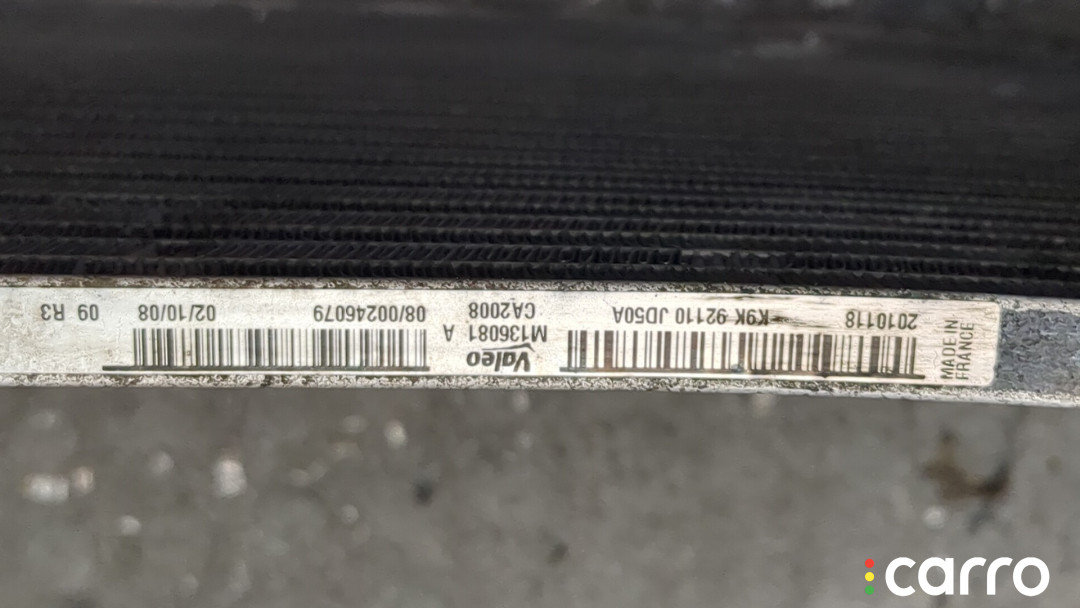 MADE IN
FRANCE
2010118
K9K 92110 JD50A
Valeo
M136081 A
CA2008
08/00246079
02/10/08
09 R3
carro